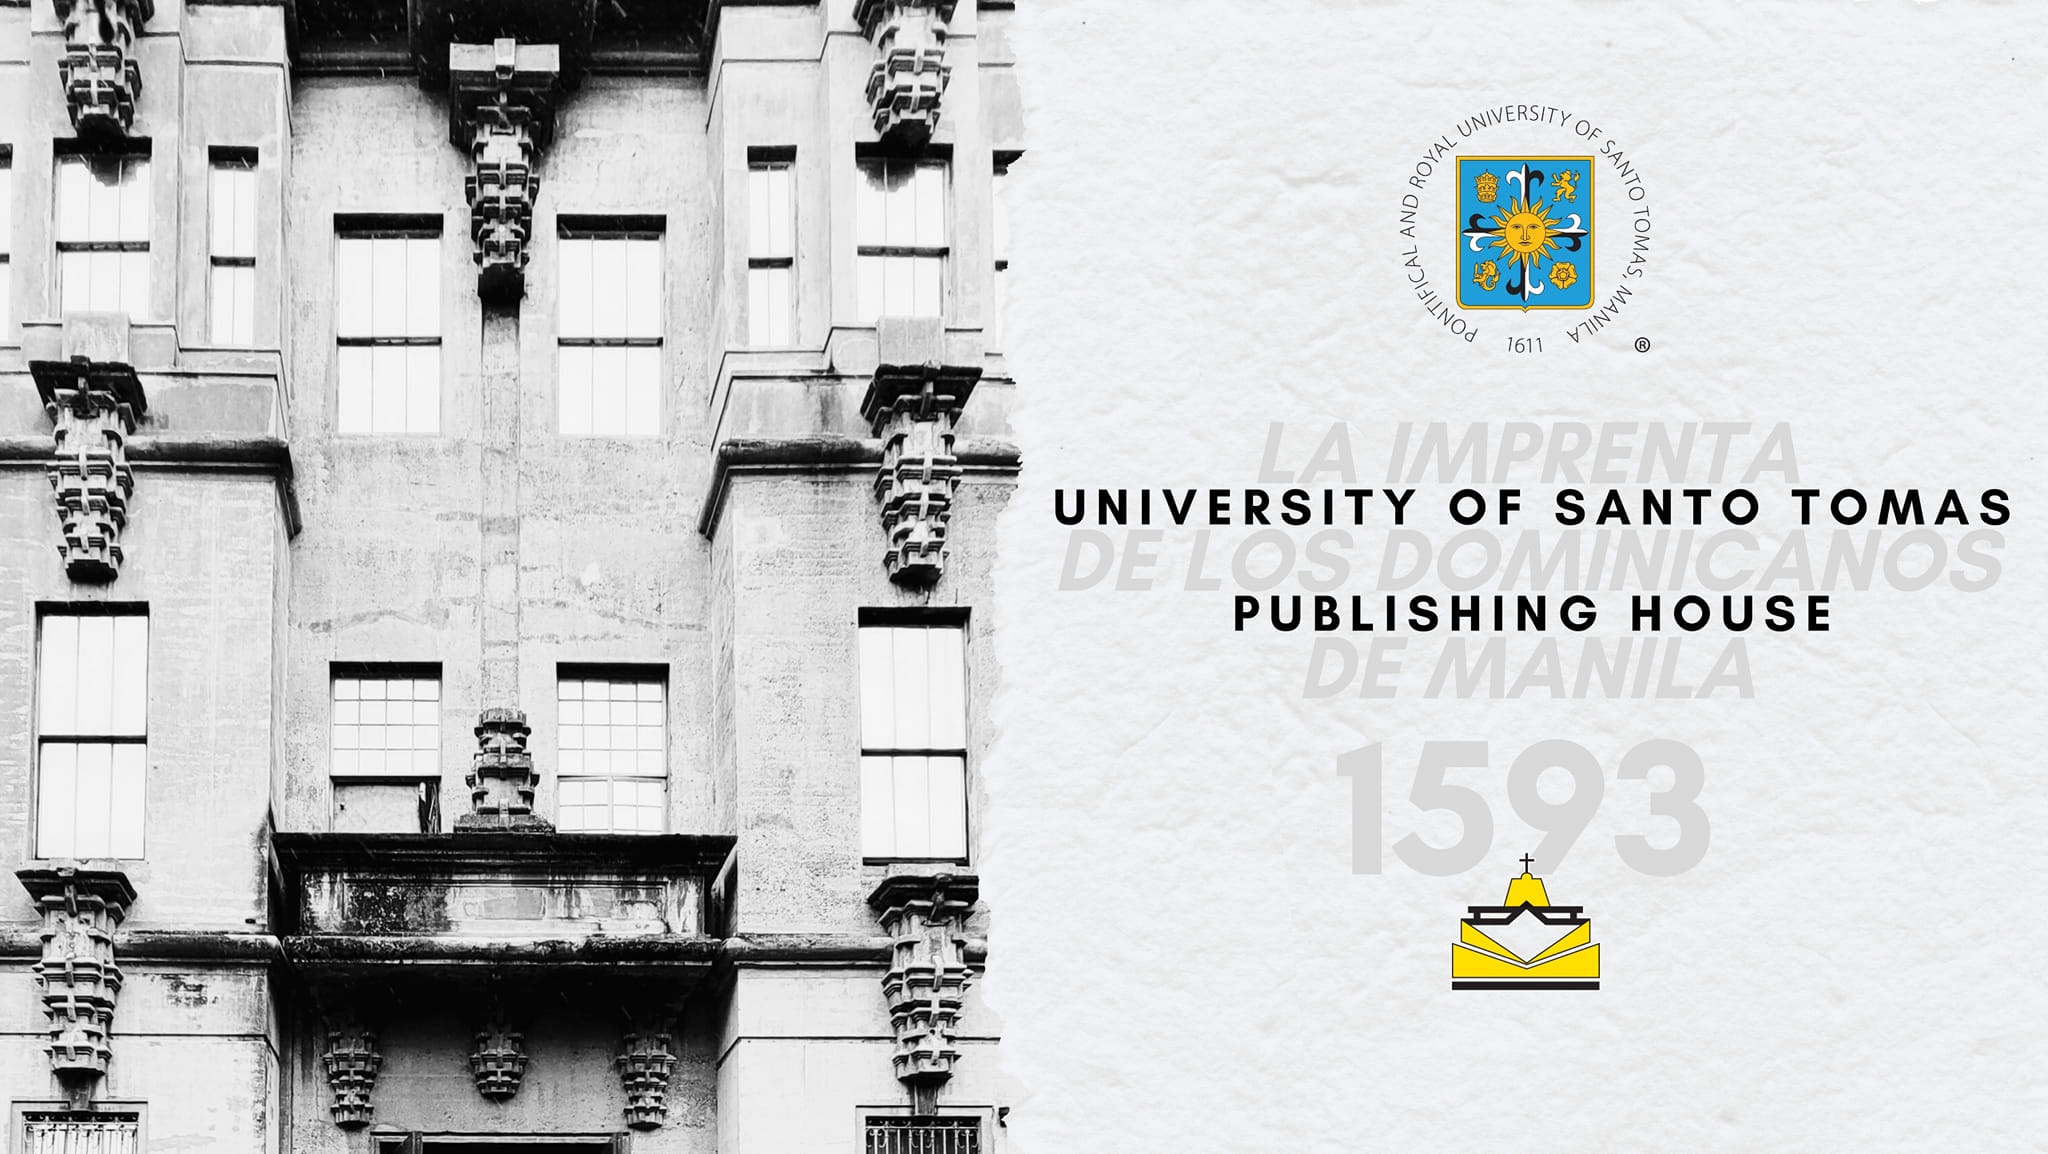 PONTIFICAL AND ROYAL UNIVERSITY OF SANTO TOMAS, MANILA
1611
®
LA IMPRENTA
UNIVERSITY OF SANTO TOMAS
DE LOS DOMINICANOS
PUBLISHING HOUSE
DE MANILA
1593